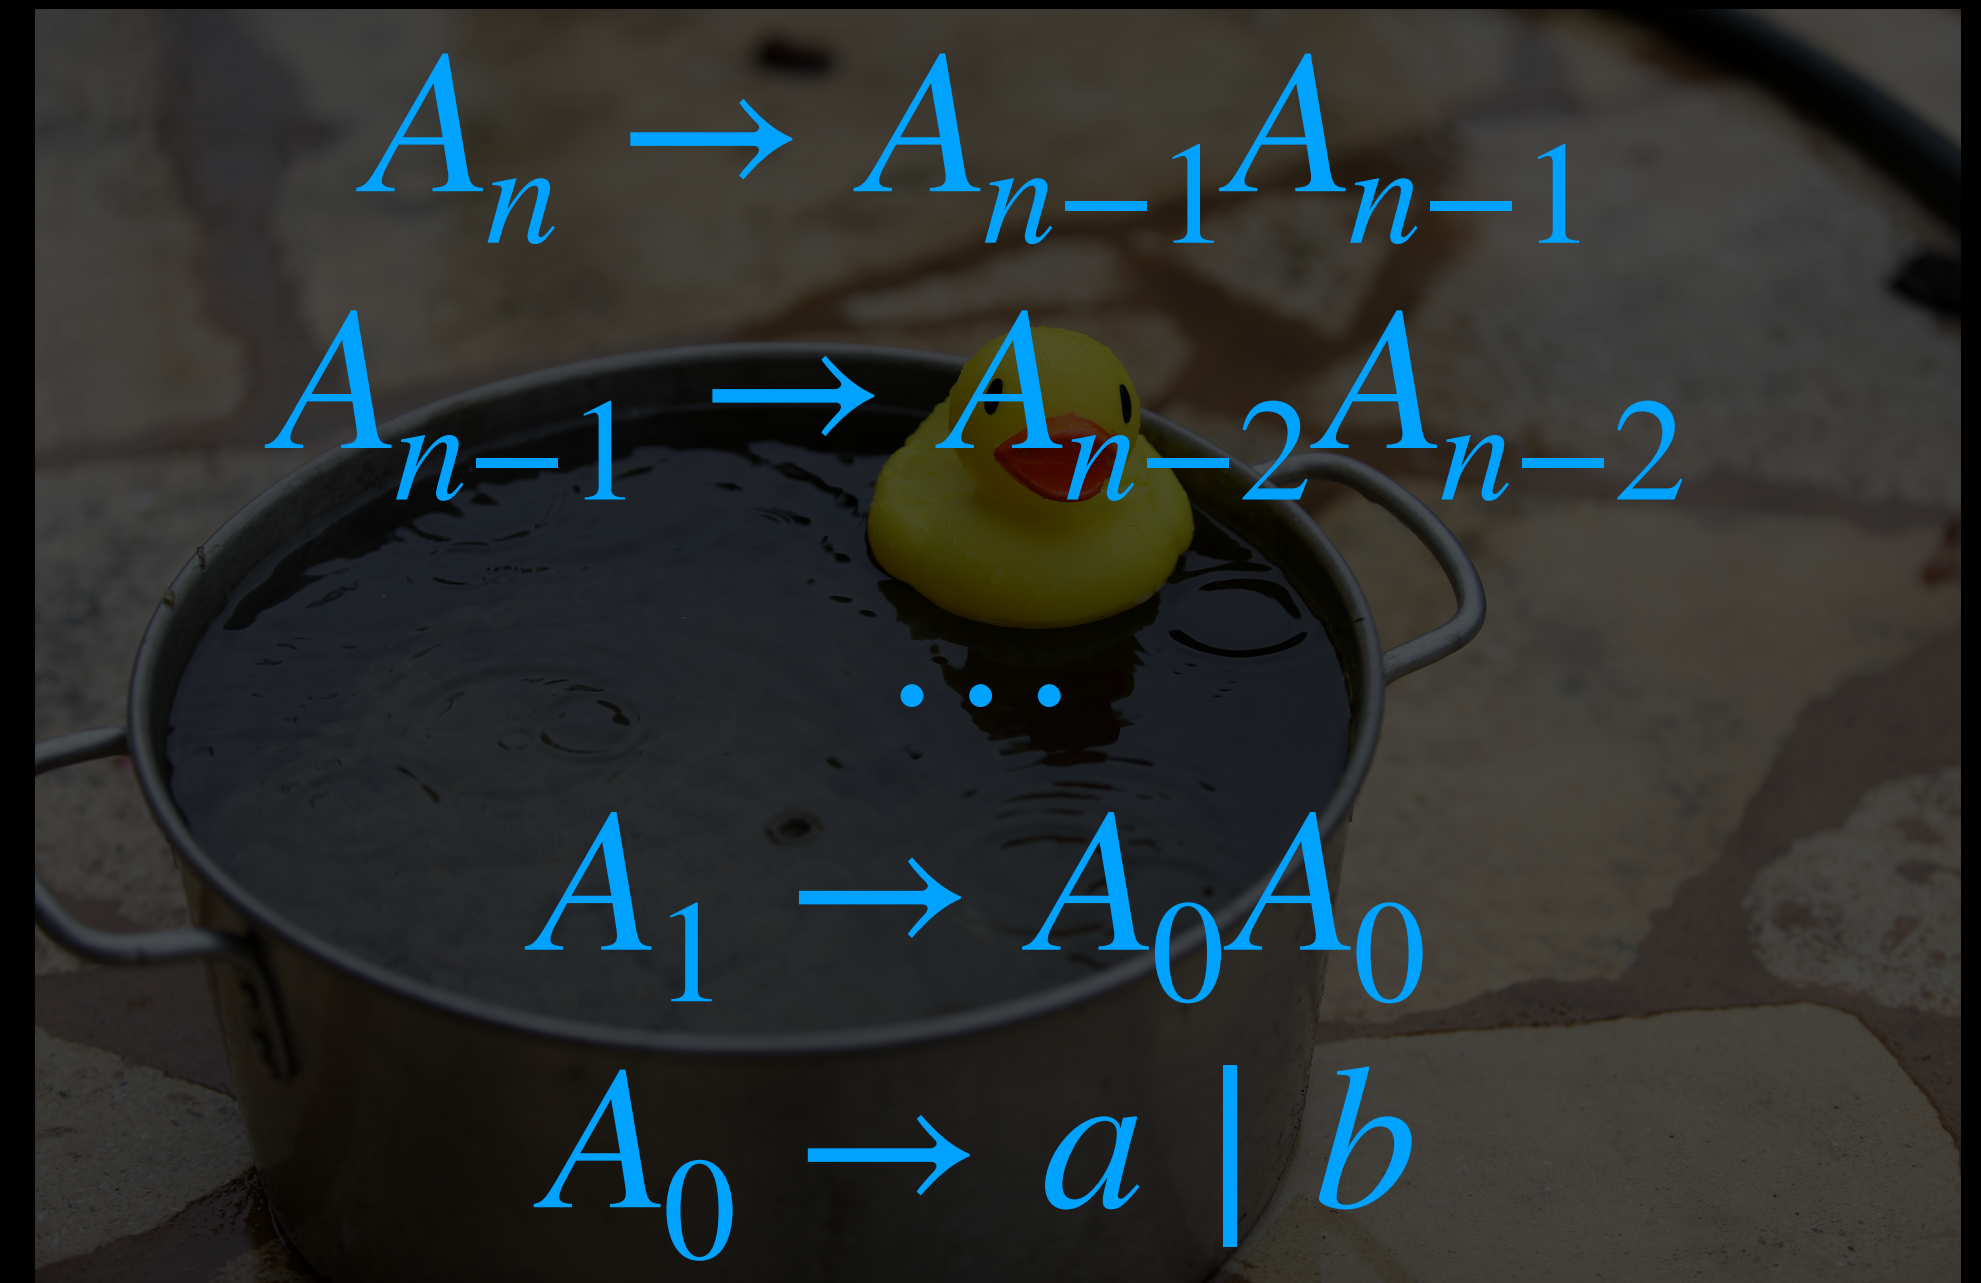 Aₙ → Aₙ₋₁Aₙ₋₁
Aₙ₋₁ → Aₙ₋₂Aₙ₋₂
...
A₁ → A₀A₀
A₀ → a | b